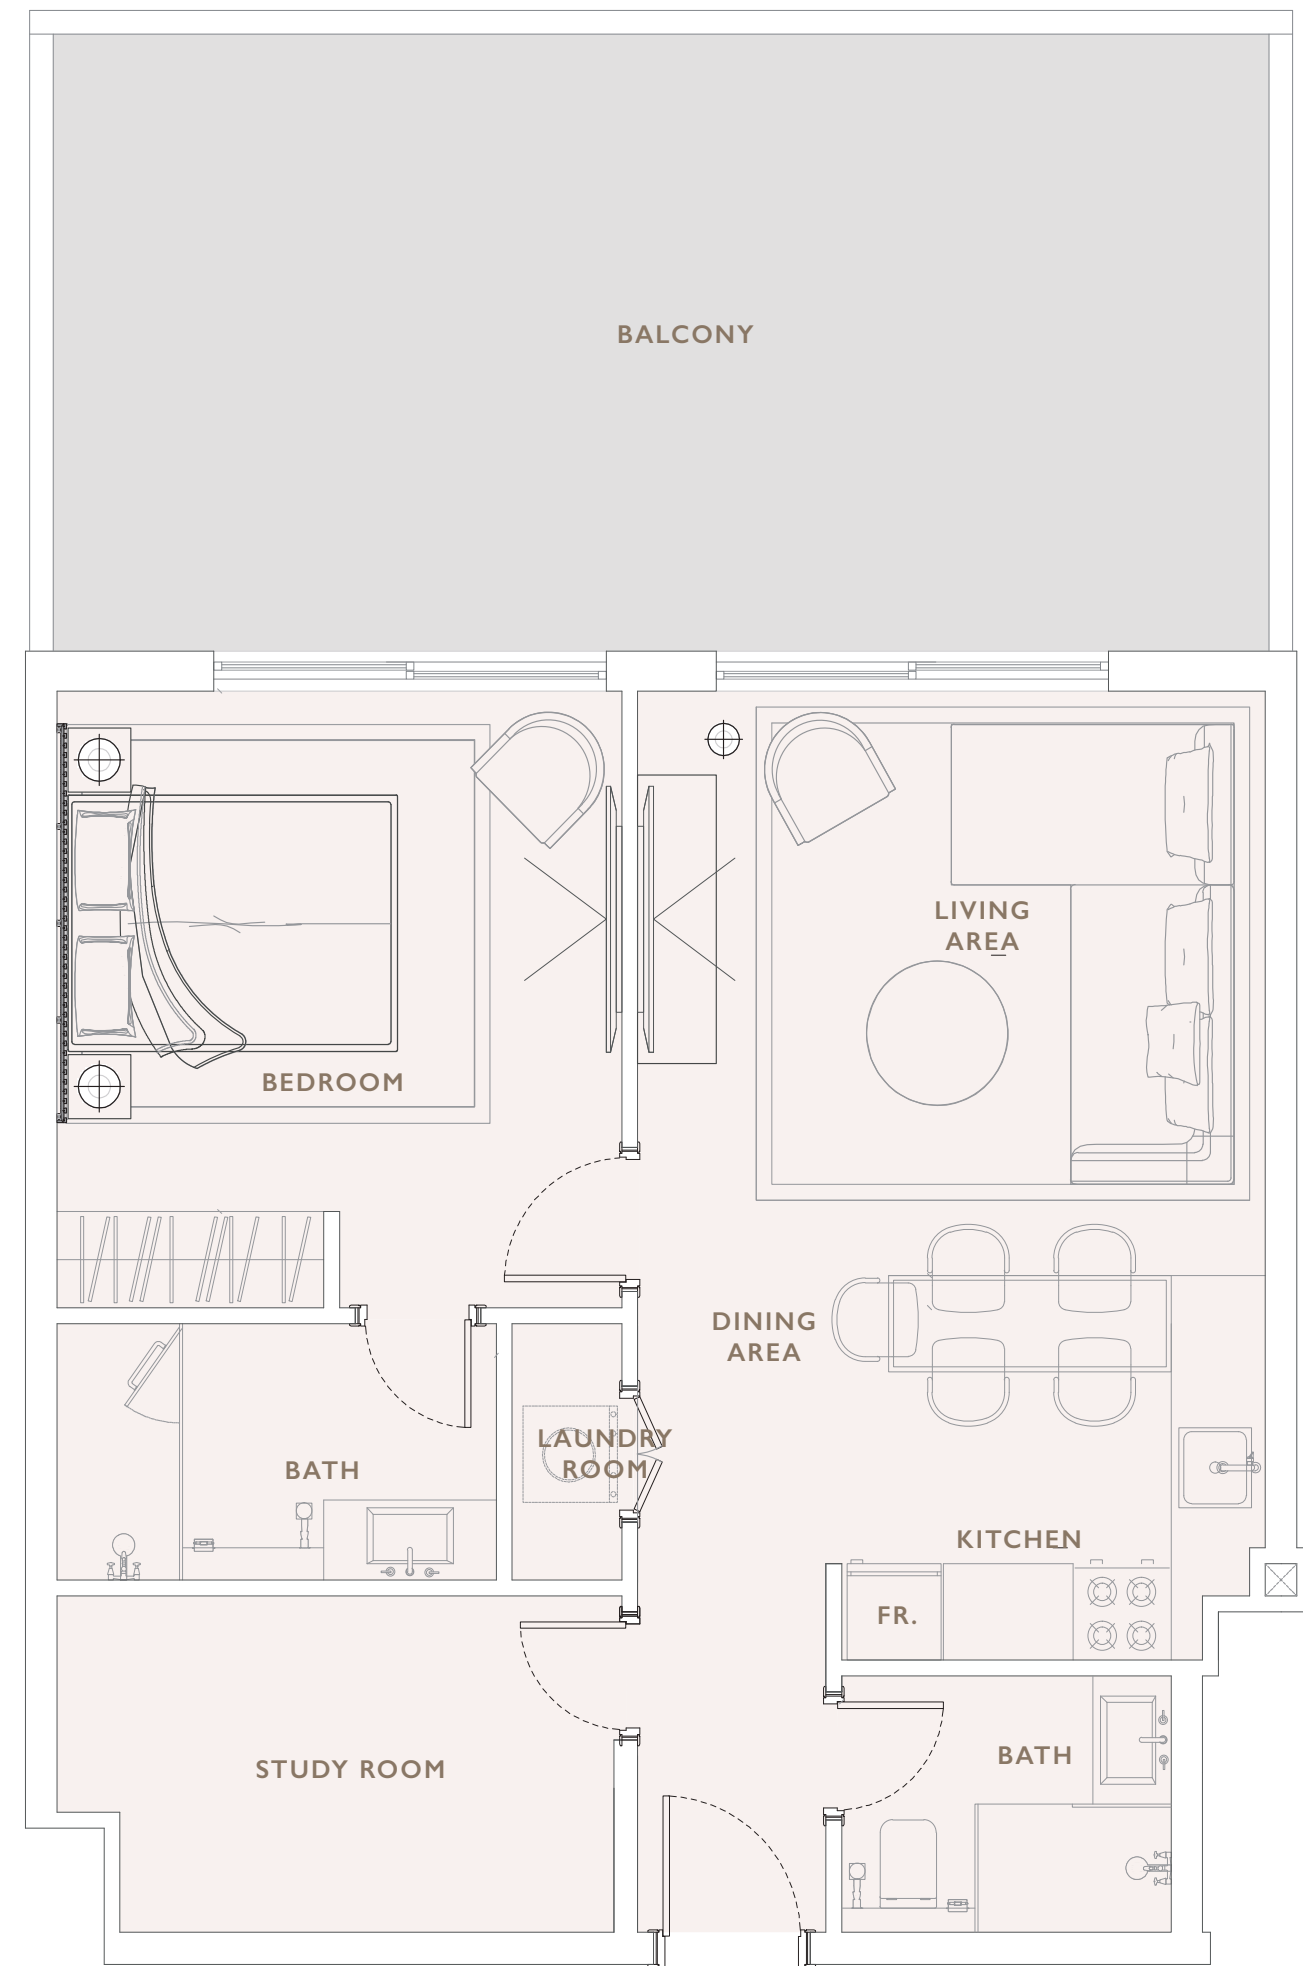 BALCONY
LIVING
AREA
BEDROOM
DINING
AREA
LAUNDRY
ROOM
BATH
KITCHEN
FR.
STUDY ROOM
BATH